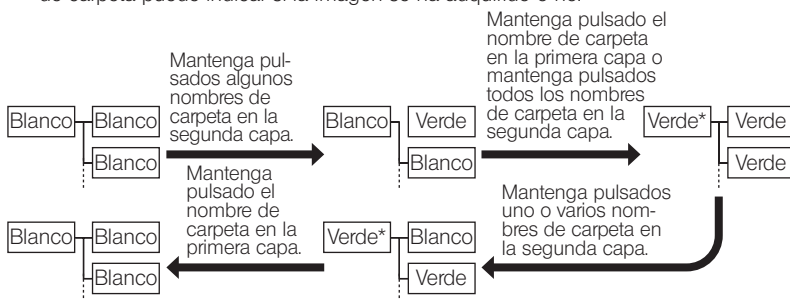 de carpeta puede indicar si la imagen se ha adquirido o no.
Mantenga pul-
sados algunos
nombres de
carpeta en la
segunda capa.
Mantenga pulsado el
nombre de carpeta
en la primera capa o
mantenga pulsados
todos los nombres
de carpeta en la
segunda capa.
Blanco Blanco
Blanco
Blanco Verde
Blanco
Verde* Verde
Verde
Mantenga
pulsado el
nombre de
carpeta en la
primera capa.
Mantenga pulsados
uno o varios nom-
bres de carpeta en
la segunda capa.
Blanco Blanco
Blanco
Verde* Blanco
Verde